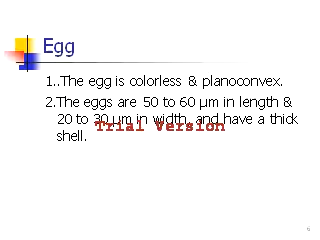 Egg
1..The egg is colorless & planoconvex.
2.The eggs are 50 to 60 µm in length &
20 to 30 µm in width, and have a thick
shell.
Trial Version
6